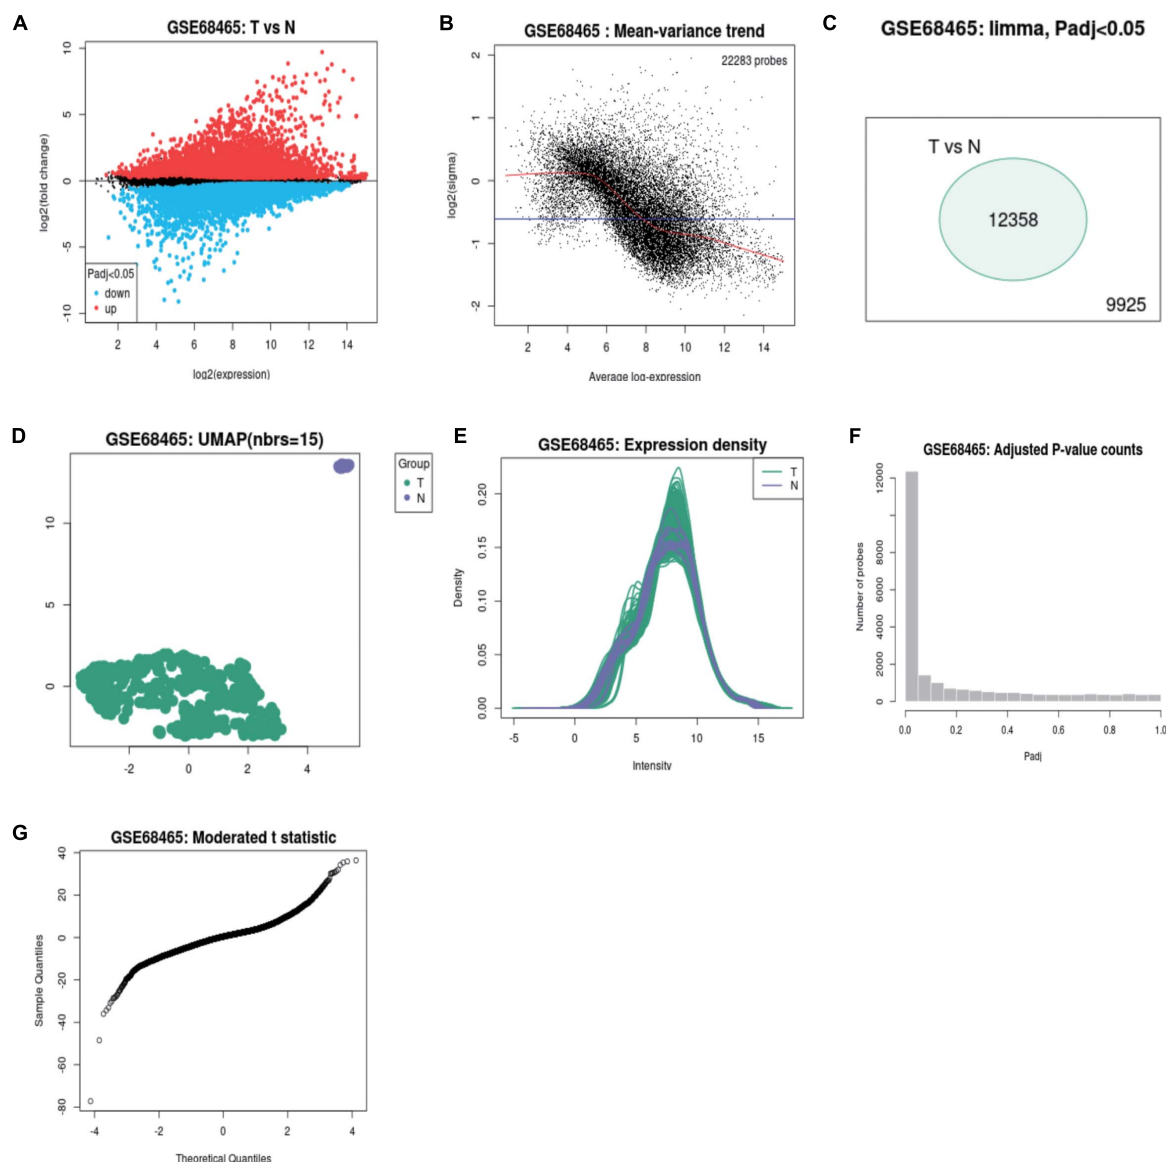 A
GSE68465: T vs N
log2(fold change)
10
5
0
-5
-10
Padj<0.05
down
up
2 4 6 8 10 12 14
log2(expression)
B
GSE68465 : Mean-variance trend
22283 probes
log2(sigma)
2
1
0
-1
-2
2 4 6 8 10 12 14
Average log-expression
C
GSE68465: limma, Padj<0.05
T vs N
12358
9925
D
GSE68465: UMAP(nbrs=15)
10
5
0
-2 0 2 4
Group
T
N
E
GSE68465: Expression density
T
N
Density
0.20
0.15
0.10
0.05
0.00
-5 0 5 10 15
Intensity
F
GSE68465: Adjusted P-value counts
Number of probes
12000
8000
6000
4000
2000
0
0.0 0.2 0.4 0.6 0.8 1.0
Padj
G
GSE68465: Moderated t statistic
Sample Quantiles
40
20
0
-20
-40
-60
-80
-4 -2 0 2 4
Theoretical Quantiles